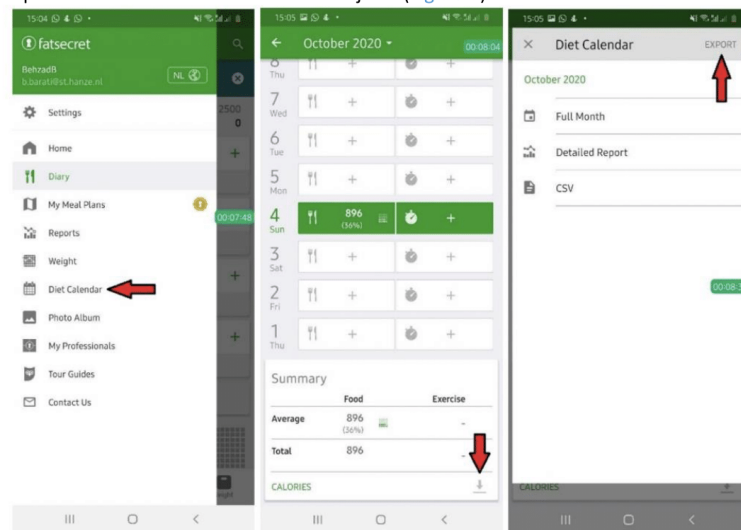 15:04
fatsecret
BehzadB
b.barati@st.hanze.nl
NL
Settings
2500
0
Home
Diary
My Meal Plans
00:07:48
Reports
Weight
Diet Calendar
Photo Album
My Professionals
Tour Guides
Contact Us
15:05
October 2020
00:08:04
Thu
7
Wed
6
Tue
5
Mon
4
Sun
896
(36%)
3
Sat
2
Fri
1
Thu
Summary
Food Exercise
Average 896 -
(36%)
Total 896 -
CALORIES
15:05
Diet Calendar EXPORT
October 2020
Full Month
Detailed Report
CSV
CALORIES